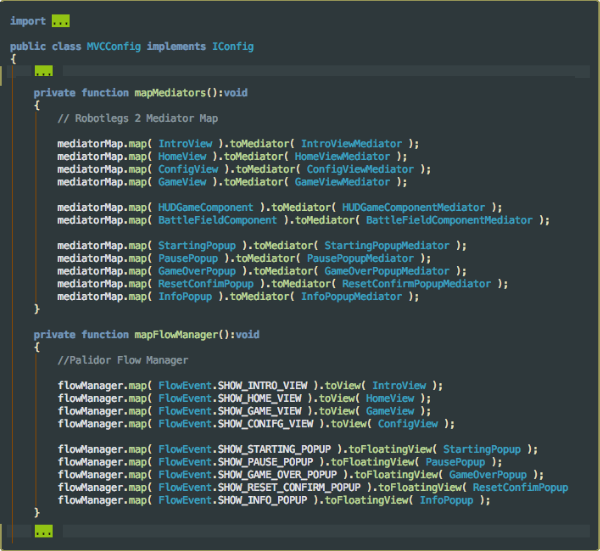 import ...
public class MVCConfig implements IConfig
{
...
private function mapMediators():void
{
// Robotlegs 2 Mediator Map
mediatorMap.map( IntroView ).toMediator( IntroViewMediator );
mediatorMap.map( HomeView ).toMediator( HomeViewMediator );
mediatorMap.map( ConfigView ).toMediator( ConfigViewMediator );
mediatorMap.map( GameView ).toMediator( GameViewMediator );
mediatorMap.map( HUDGameComponent ).toMediator( HUDGameComponentMediator );
mediatorMap.map( BattleFieldComponent ).toMediator( BattleFieldComponentMediator );
mediatorMap.map( StartingPopup ).toMediator( StartingPopupMediator );
mediatorMap.map( PausePopup ).toMediator( PausePopupMediator );
mediatorMap.map( GameOverPopup ).toMediator( GameOverPopupMediator );
mediatorMap.map( ResetConfimPopup ).toMediator( ResetConfirmPopupMediator );
mediatorMap.map( InfoPopup ).toMediator( InfoPopupMediator );
}
private function mapFlowManager():void
{
//Palidor Flow Manager
flowManager.map( FlowEvent.SHOW_INTRO_VIEW ).toView( IntroView );
flowManager.map( FlowEvent.SHOW_HOME_VIEW ).toView( HomeView );
flowManager.map( FlowEvent.SHOW_GAME_VIEW ).toView( GameView );
flowManager.map( FlowEvent.SHOW_CONIFG_VIEW ).toView( ConfigView );
flowManager.map( FlowEvent.SHOW_STARTING_POPUP ).toFloatingView( StartingPopup );
flowManager.map( FlowEvent.SHOW_PAUSE_POPUP ).toFloatingView( PausePopup );
flowManager.map( FlowEvent.SHOW_GAME_OVER_POPUP ).toFloatingView( GameOverPopup );
flowManager.map( FlowEvent.SHOW_RESET_CONFIRM_POPUP ).toFloatingView( ResetConfimPopup
flowManager.map( FlowEvent.SHOW_INFO_POPUP ).toFloatingView( InfoPopup );
}
...